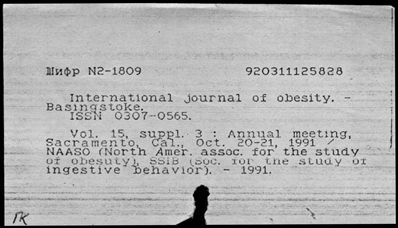 Шифр N2-1809 920311125828
International journal of obesity. -
Basingstoke.
ISSN 0307-0565.
Vol. 15, suppl. 3 : Annual meeting,
Sacramento, Cal., Oct. 20-21, 1991 /
NAASO (North Amer. assoc. for the study
of obesuty), SSIB (Soc. for the study of
ingestive behavior). - 1991.
ГК